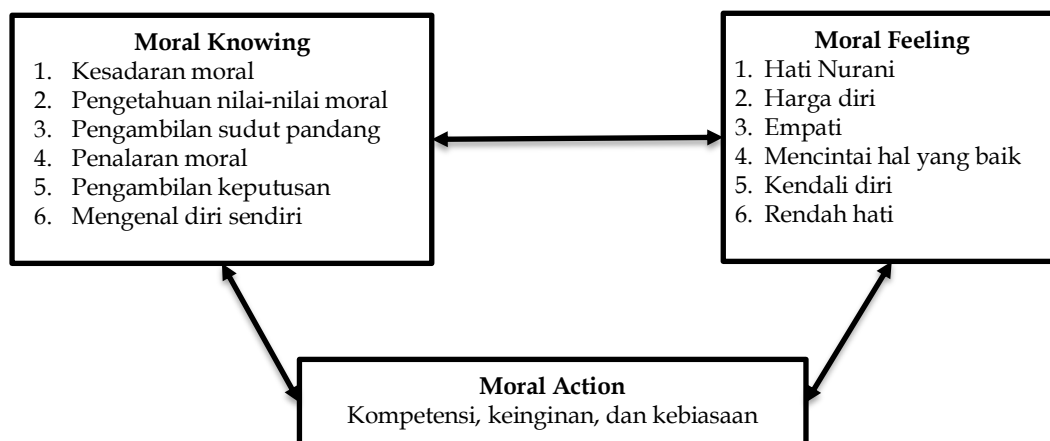 Moral Knowing
1. Kesadaran moral
2. Pengetahuan nilai-nilai moral
3. Pengambilan sudut pandang
4. Penalaran moral
5. Pengambilan keputusan
6. Mengenal diri sendiri
Moral Feeling
1. Hati Nurani
2. Harga diri
3. Empati
4. Mencintai hal yang baik
5. Kendali diri
6. Rendah hati
Moral Action
Kompetensi, keinginan, dan kebiasaan